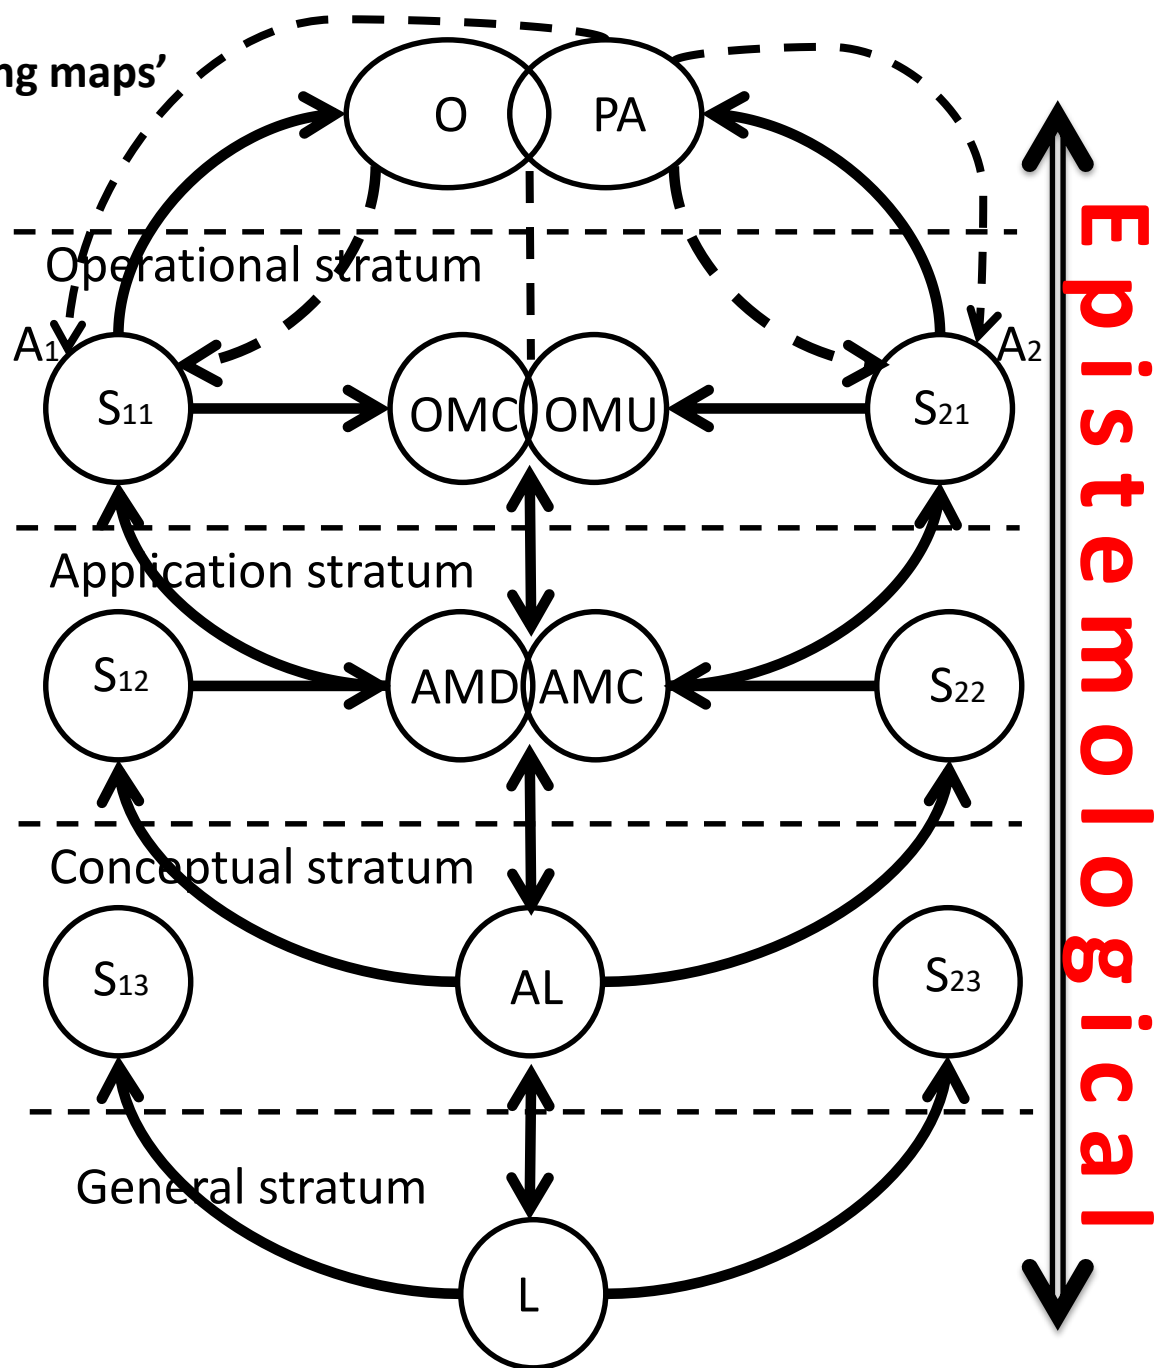 ng maps’
O PA
Operational stratum
A1 A2
S11 OMC OMU S21
Application stratum
S12 AMD AMC S22
Conceptual stratum
S13 AL S23
General stratum
L
Epistemological